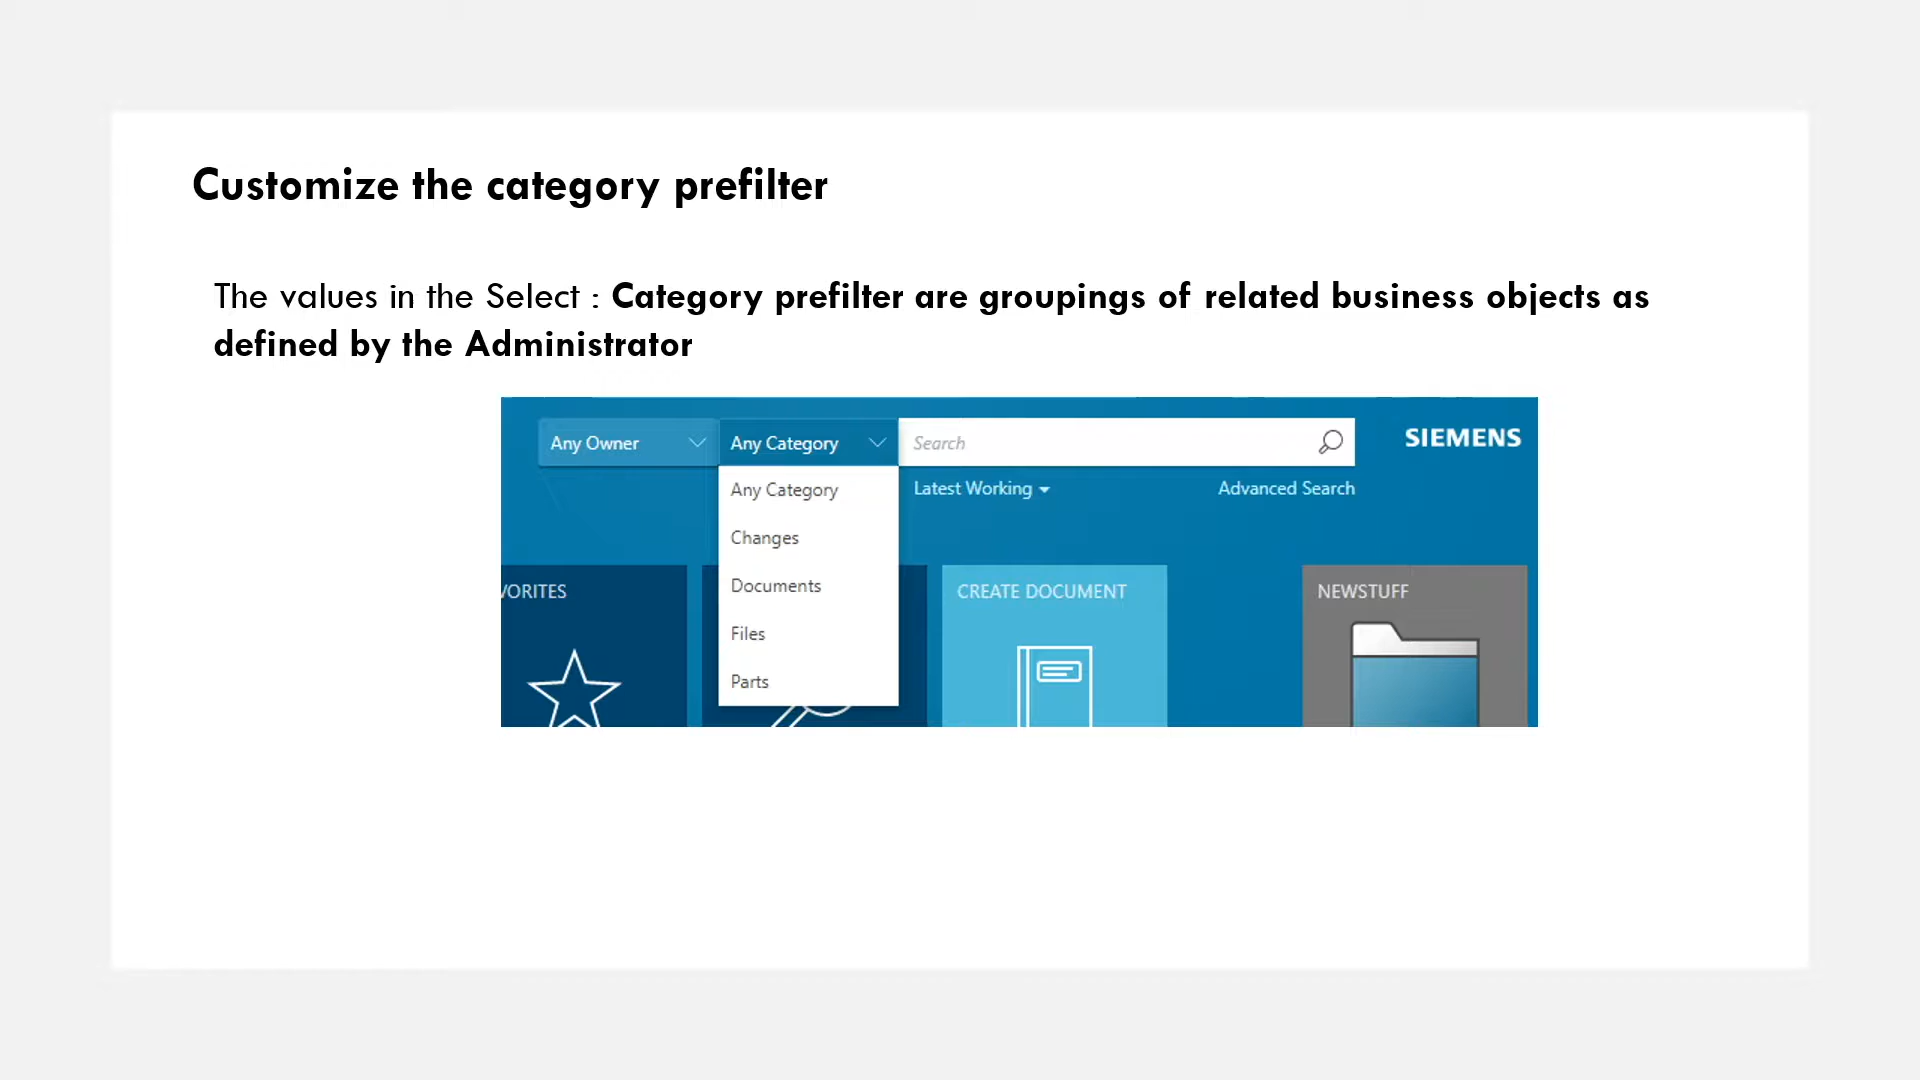 Customize the category prefilter
The values in the Select : Category prefilter are groupings of related business objects as
defined by the Administrator
Any Owner
Any Category
Search
SIEMENS
Any Category
Latest Working
Advanced Search
Changes
Documents
Files
Parts
VORITES
CREATE DOCUMENT
NEWSTUFF